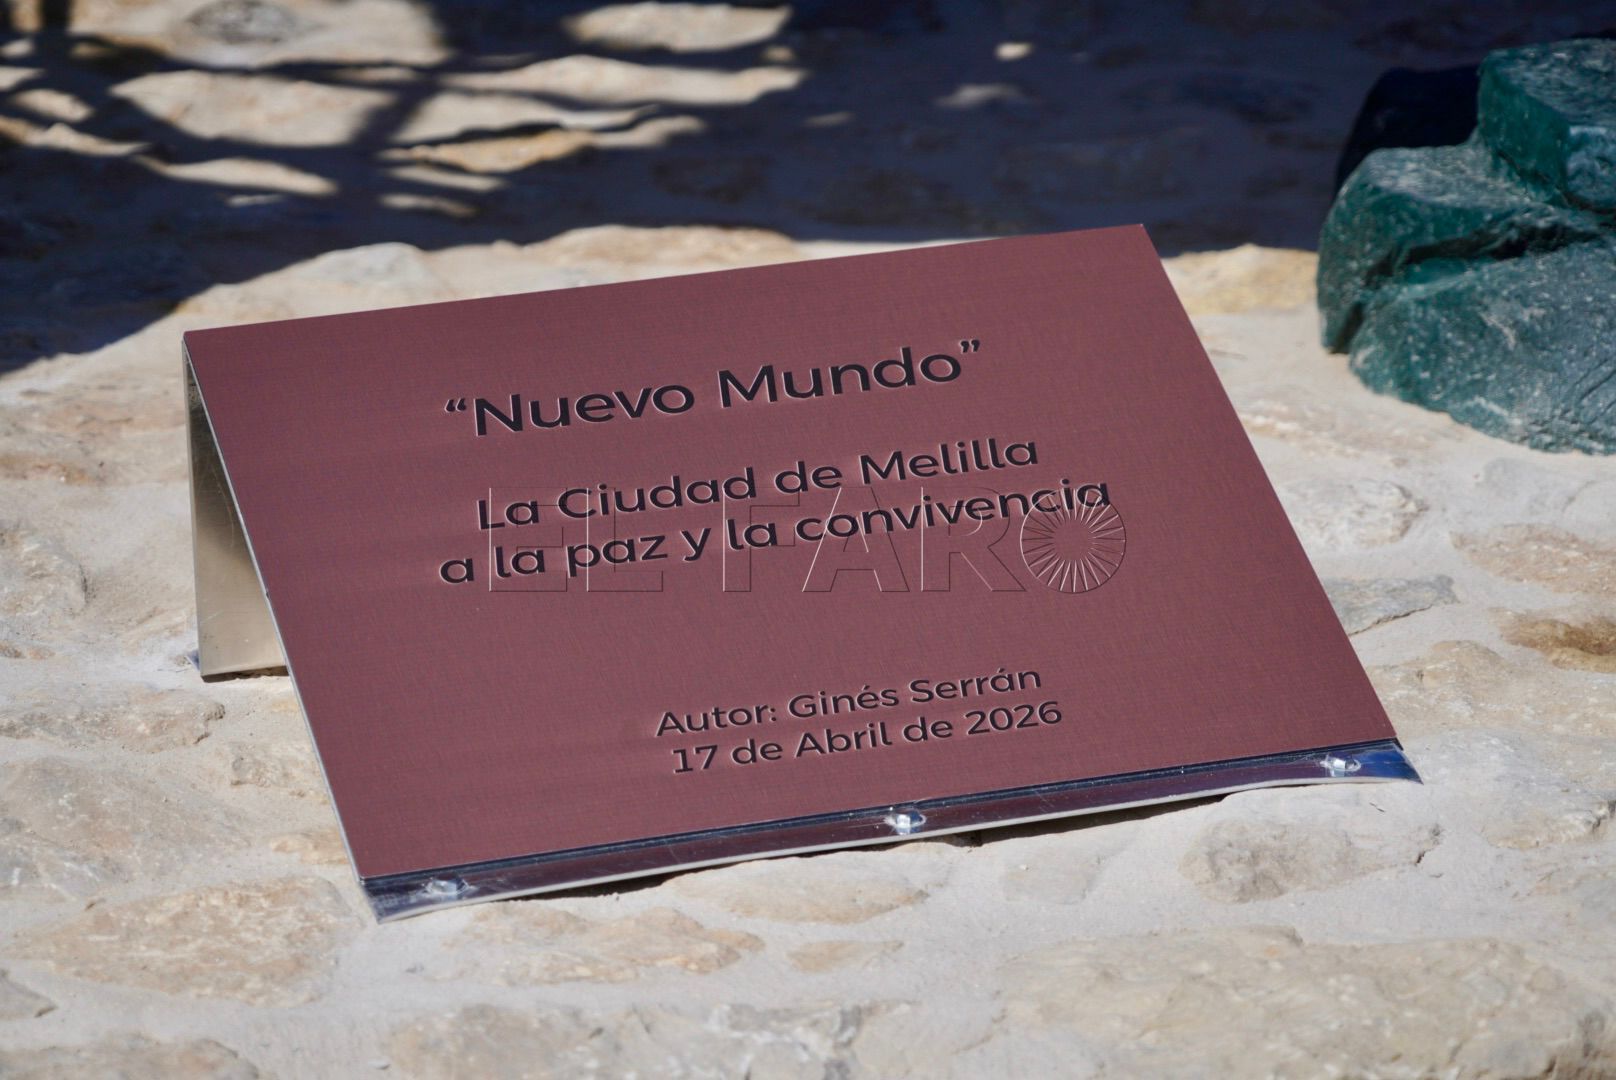 “Nuevo Mundo”
La Ciudad de Melilla
a la paz y la convivencia
EL FARO
Autor: Ginés Serrán
17 de Abril de 2026